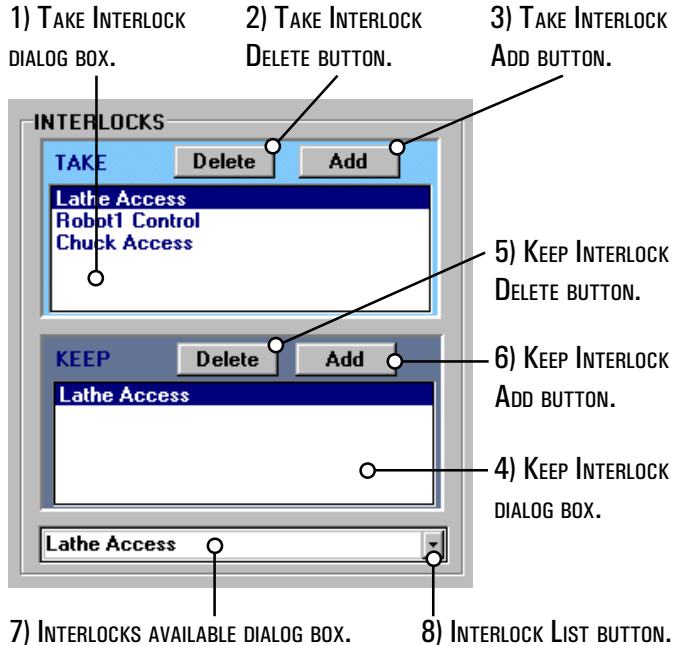 1) Take Interlock dialog box.
2) Take Interlock Delete button.
3) Take Interlock Add button.
INTERLOCKS
TAKE Delete Add
Lathe Access
Robot1 Control
Chuck Access
5) Keep Interlock Delete button.
KEEP Delete Add
6) Keep Interlock Add button.
Lathe Access
4) Keep Interlock dialog box.
Lathe Access
7) Interlocks available dialog box.
8) Interlock List button.